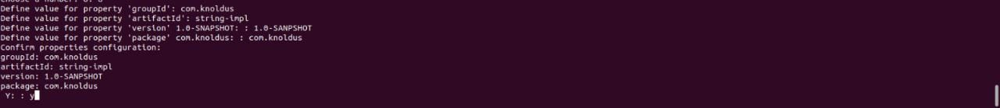 Define value for property 'groupId': com.knoldus
Define value for property 'artifactId': string-impl
Define value for property 'version' 1.0-SNAPSHOT: : 1.0-SANPSHOT
Define value for property 'package' com.knoldus: : com.knoldus
Confirm properties configuration:
groupId: com.knoldus
artifactId: string-impl
version: 1.0-SANPSHOT
package: com.knoldus
Y: : y